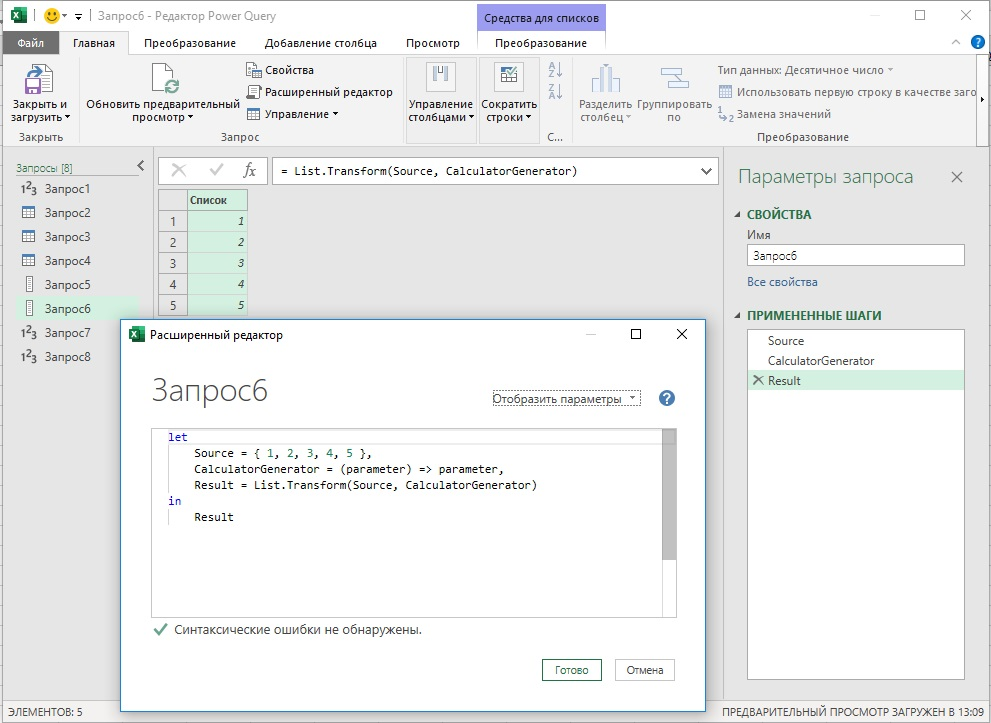 Запрос6 - Редактор Power Query
Средства для списков
Файл
Главная
Преобразование
Добавление столбца
Просмотр
Преобразование
Закрыть и загрузить
Обновить предварительный просмотр
Свойства
Расширенный редактор
Управление
Управление столбцами
Сократить строки
Разделить столбец
Группировать по
Тип данных: Десятичное число
Использовать первую строку в качестве заго
Замена значений
Закрыть
Запрос
С...
Преобразование
Запросы [8]
Запрос1
Запрос2
Запрос3
Запрос4
Запрос5
Запрос6
Запрос7
Запрос8
fx
= List.Transform(Source, CalculatorGenerator)
Список
1 1
2 2
3 3
4 4
5 5
Параметры запроса
СВОЙСТВА
Имя
Запрос6
Все свойства
ПРИМЕНЕННЫЕ ШАГИ
Source
CalculatorGenerator
Result
Расширенный редактор
Запрос6
Отобразить параметры
let
Source = { 1, 2, 3, 4, 5 },
CalculatorGenerator = (parameter) => parameter,
Result = List.Transform(Source, CalculatorGenerator)
in
Result
Синтаксические ошибки не обнаружены.
Готово
Отмена
ЭЛЕМЕНТОВ: 5
ПРЕДВАРИТЕЛЬНЫЙ ПРОСМОТР ЗАГРУЖЕН В 13:09